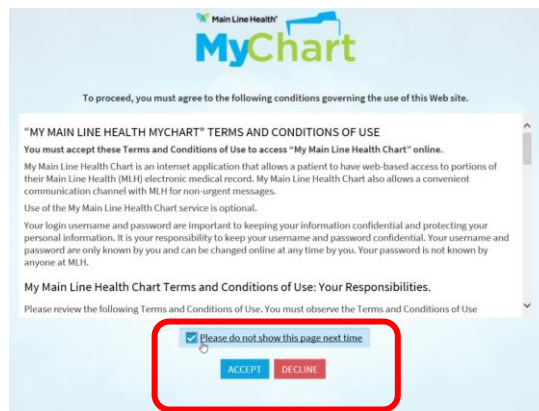 Main Line Health®
MyChart
To proceed, you must agree to the following conditions governing the use of this Web site.
"MY MAIN LINE HEALTH MYCHART" TERMS AND CONDITIONS OF USE
You must accept these Terms and Conditions of Use to access "My Main Line Health Chart" online.
My Main Line Health Chart is an internet application that allows a patient to have web-based access to portions of
their Main Line Health (MLH) electronic medical record. My Main Line Health Chart also allows a convenient
communication channel with MLH for non-urgent messages.
Use of the My Main Line Health Chart service is optional.
Your login username and password are important to keeping your information confidential and protecting your
personal information. It is your responsibility to keep your username and password confidential. Your username and
password are only known by you and can be changed online at any time by you. Your password is not known by
anyone at MLH.
My Main Line Health Chart Terms and Conditions of Use: Your Responsibilities.
Please review the following Terms and Conditions of Use. You must observe the Terms and Conditions of Use
Please do not show this page next time
ACCEPT DECLINE